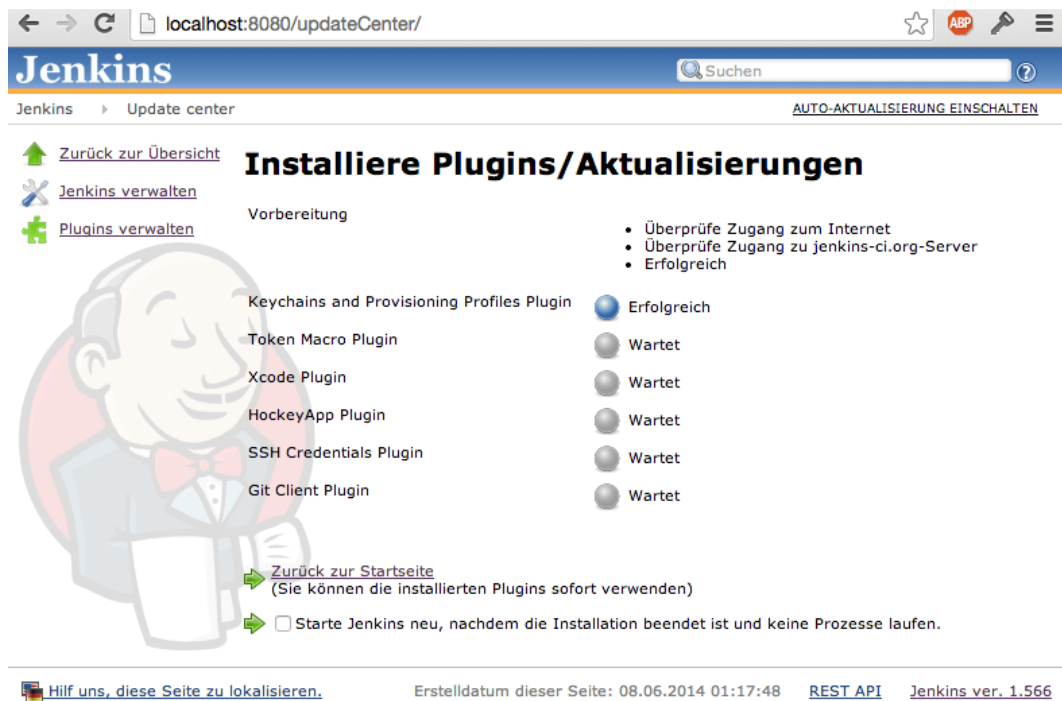 localhost:8080/updateCenter/
ABP
Jenkins
Suchen
?
Jenkins Update center
AUTO-AKTUALISIERUNG EINSCHALTEN
Zurück zur Übersicht
Jenkins verwalten
Plugins verwalten
Installiere Plugins/Aktualisierungen
Vorbereitung
• Überprüfe Zugang zum Internet
• Überprüfe Zugang zu jenkins-ci.org-Server
• Erfolgreich
Keychains and Provisioning Profiles Plugin Erfolgreich
Token Macro Plugin Wartet
Xcode Plugin Wartet
HockeyApp Plugin Wartet
SSH Credentials Plugin Wartet
Git Client Plugin Wartet
Zurück zur Startseite
(Sie können die installierten Plugins sofort verwenden)
Starte Jenkins neu, nachdem die Installation beendet ist und keine Prozesse laufen.
Hilf uns, diese Seite zu lokalisieren. Erstelldatum dieser Seite: 08.06.2014 01:17:48 REST API Jenkins ver. 1.566